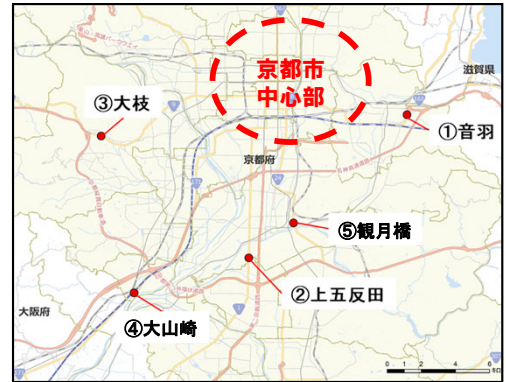 京都市
中心部
滋賀県
③大枝
①音羽
京都府
⑤観月橋
②上五反田
大阪府
④大山崎
0 1 2 4 6